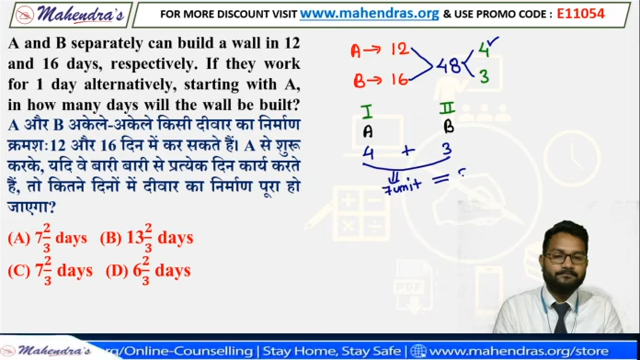 Mahendra's
FOR MORE DISCOUNT VISIT www.mahendras.org & USE PROMO CODE : E11054
A and B separately can build a wall in 12
and 16 days, respectively. If they work
for 1 day alternatively, starting with A,
in how many days will the wall be built?
A और B अकेले-अकेले किसी दीवार का निर्माण
क्रमशः 12 और 16 दिन में कर सकते हैं। A से शुरू
करके, यदि वे बारी बारी से प्रत्येक दिन कार्य करते
हैं, तो कितने दिनों में दीवार का निर्माण पूरा हो
जाएगा?
(A) 7 2/3 days (B) 13 2/3 days
(C) 7 2/3 days (D) 6 2/3 days
A → 12
B → 16
48
4
3
I II
A B
4 + 3
7 unit =
Mahendra's
org/Online-Counselling | Stay Home, Stay Safe | www.mahendras.org/store